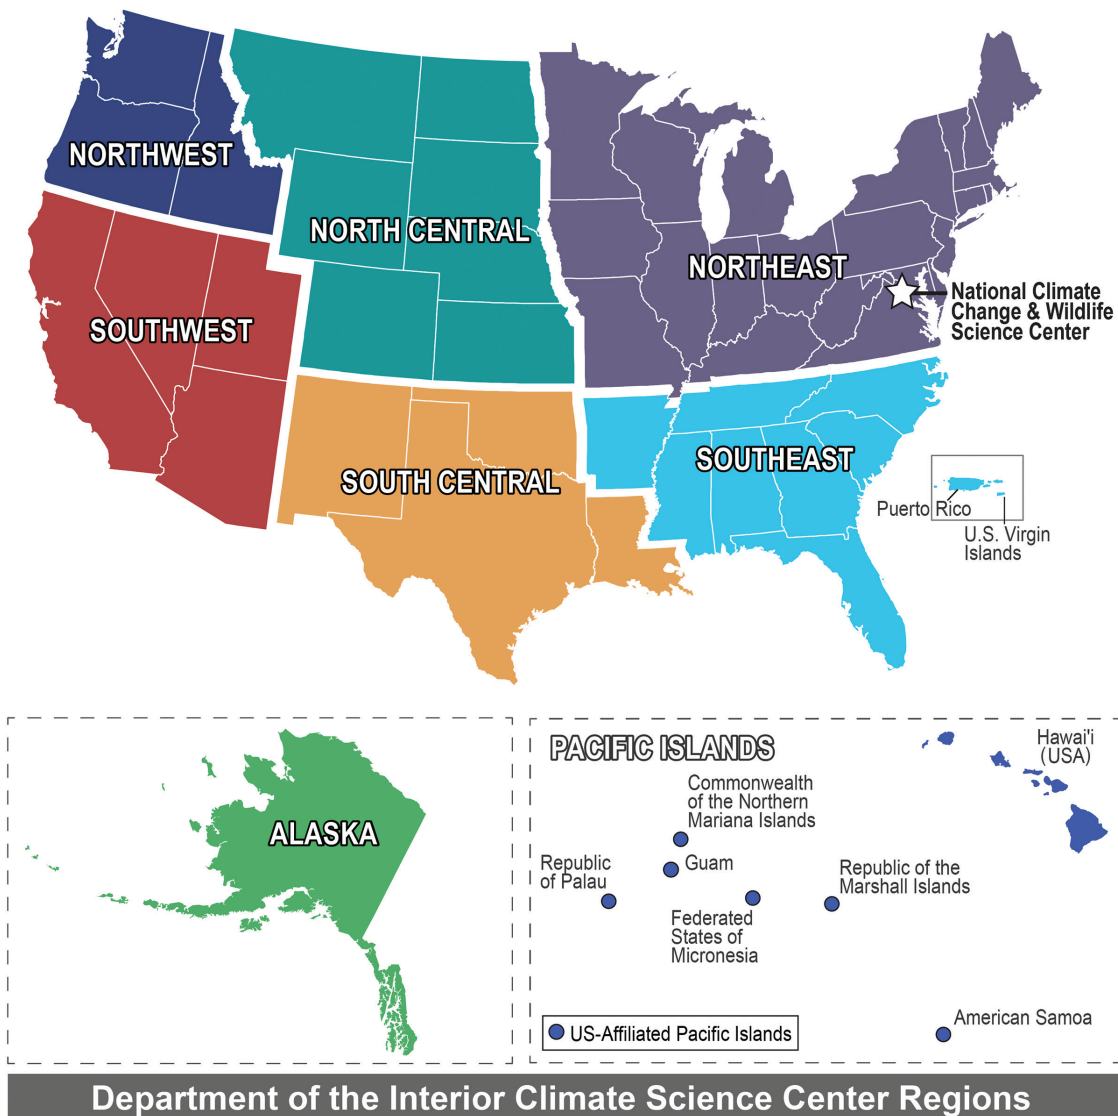 NORTHWEST
NORTH CENTRAL
NORTHEAST
National Climate
Change & Wildlife
Science Center
SOUTHWEST
SOUTH CENTRAL
SOUTHEAST
Puerto Rico
U.S. Virgin
Islands
ALASKA
PACIFIC ISLANDS
Hawai'i
(USA)
Commonwealth
of the Northern
Mariana Islands
Republic
of Palau
Guam
Republic of the
Marshall Islands
Federated
States of
Micronesia
American Samoa
US-Affiliated Pacific Islands
Department of the Interior Climate Science Center Regions